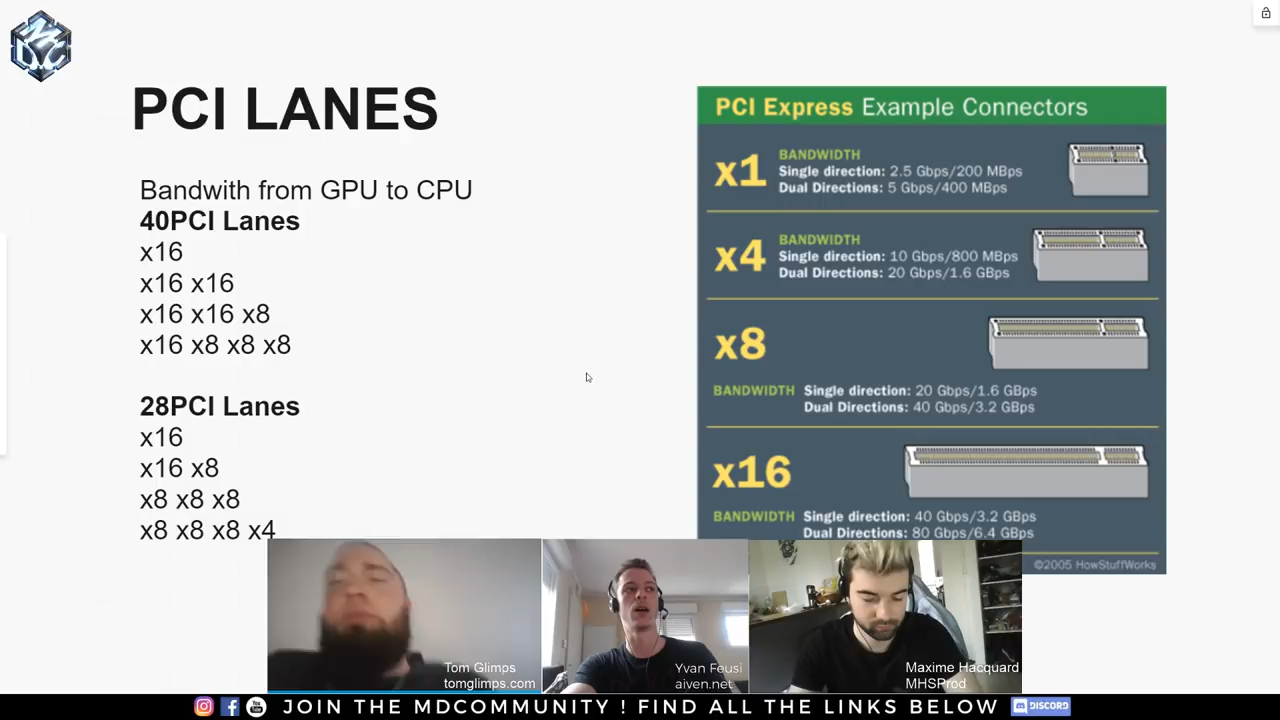 PCI LANES
Bandwith from GPU to CPU
40PCI Lanes
x16
x16 x16
x16 x16 x8
x16 x8 x8 x8
28PCI Lanes
x16
x16 x8
x8 x8 x8
x8 x8 x8 x4
PCI Express Example Connectors
x1
BANDWIDTH
Single direction: 2.5 Gbps/200 MBps
Dual Directions: 5 Gbps/400 MBps
x4
BANDWIDTH
Single direction: 10 Gbps/800 MBps
Dual Directions: 20 Gbps/1.6 GBps
x8
BANDWIDTH Single direction: 20 Gbps/1.6 GBps
Dual Directions: 40 Gbps/3.2 GBps
x16
BANDWIDTH Single direction: 40 Gbps/3.2 GBps
Dual Directions: 80 Gbps/6.4 GBps
©2005 HowStuffWorks
Tom Glimps
tomglimps.com
Yvan Feusi
aiven.net
Maxime Hacquard
MHSProd
JOIN THE MDCOMMUNITY ! FIND ALL THE LINKS BELOW
DISCORD